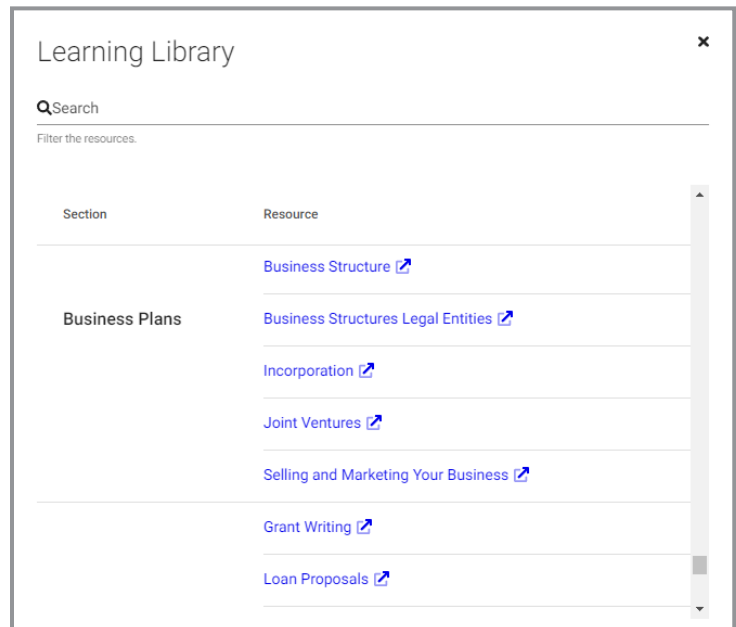 Learning Library
Search
Filter the resources.
Section Resource
Business Structure
Business Plans Business Structures Legal Entities
Incorporation
Joint Ventures
Selling and Marketing Your Business
Grant Writing
Loan Proposals